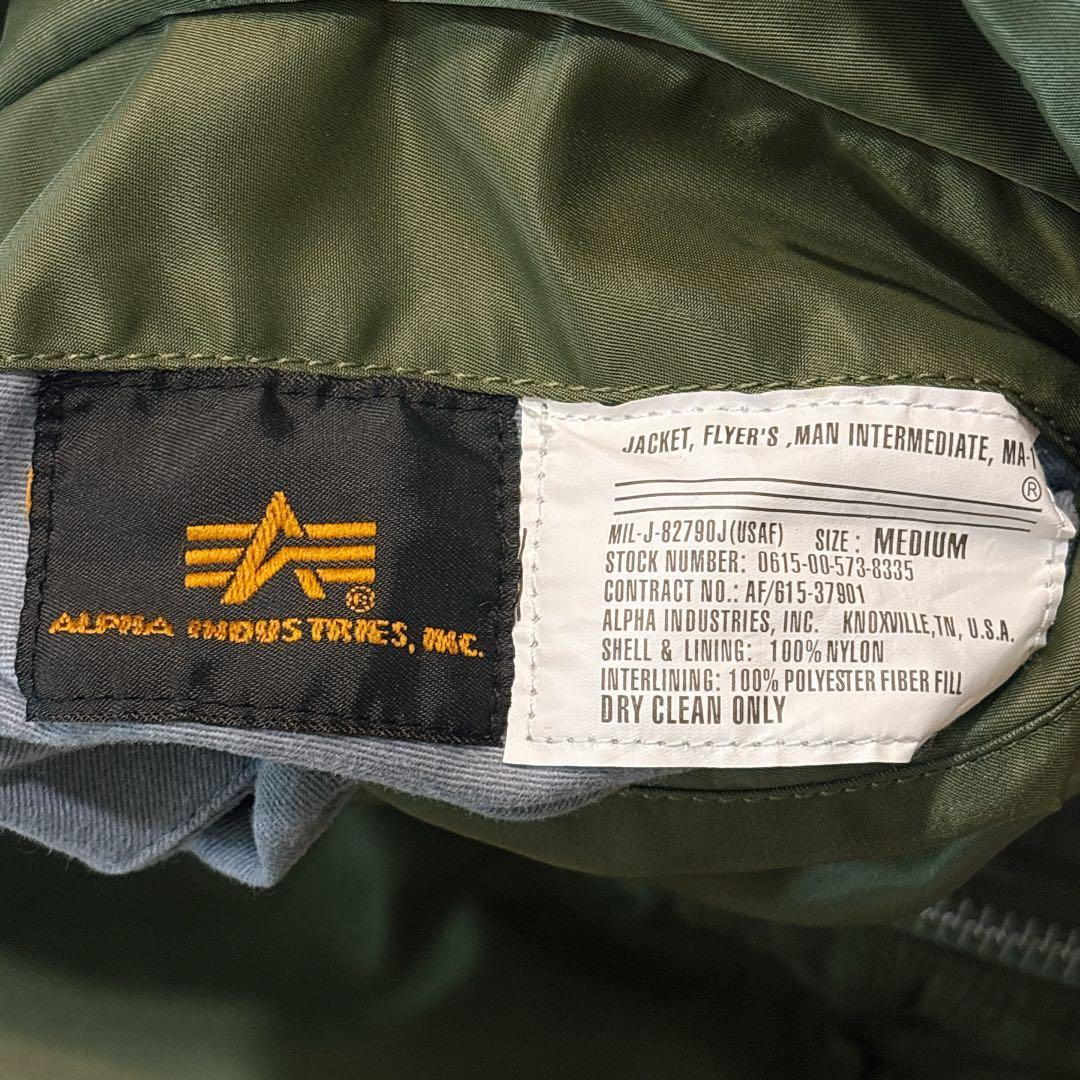 ALPHA INDUSTRIES, INC.
JACKET, FLYER'S ,MAN INTERMEDIATE, MA-1
MIL-J-82790J(USAF) SIZE: MEDIUM
STOCK NUMBER: 0615-00-573-8335
CONTRACT NO.: AF/615-37901
ALPHA INDUSTRIES, INC. KNOXVILLE,TN, U.S.A.
SHELL & LINING: 100% NYLON
INTERLINING: 100% POLYESTER FIBER FILL
DRY CLEAN ONLY